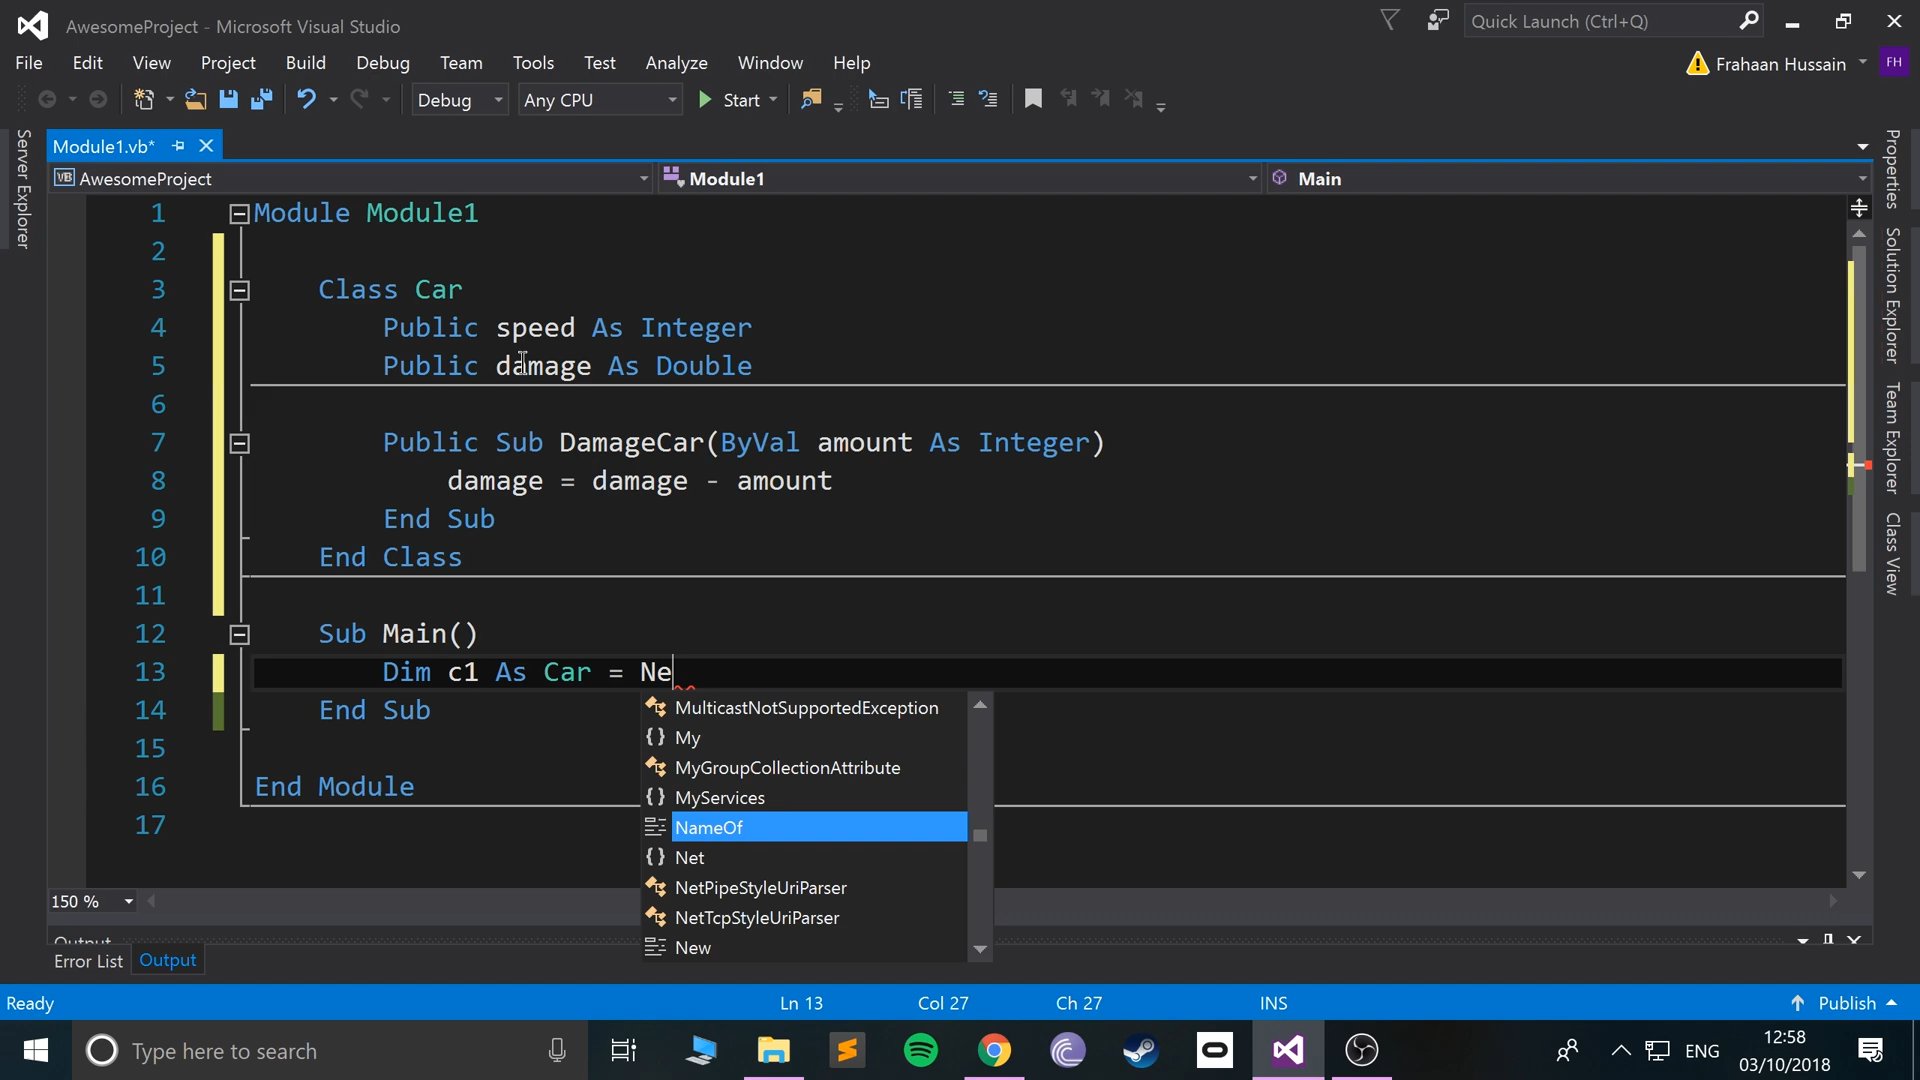 AwesomeProject - Microsoft Visual Studio
Quick Launch (Ctrl+Q)
File Edit View Project Build Debug Team Tools Test Analyze Window Help
Frahaan Hussain
FH
Debug
Any CPU
Start
Server Explorer
Module1.vb*
VB AwesomeProject
Module1
Main
1 Module Module1
2
3 Class Car
4 Public speed As Integer
5 Public damage As Double
6
7 Public Sub DamageCar(ByVal amount As Integer)
8 damage = damage - amount
9 End Sub
10 End Class
11
12 Sub Main()
13 Dim c1 As Car = Ne
14 End Sub
15
16 End Module
17
MulticastNotSupportedException
{} My
MyGroupCollectionAttribute
{} MyServices
NameOf
{} Net
NetPipeStyleUriParser
NetTcpStyleUriParser
New
Properties
Solution Explorer
Team Explorer
Class View
150 %
Output
Error List
Output
Ready
Ln 13
Col 27
Ch 27
INS
Publish
Type here to search
ENG
12:58
03/10/2018